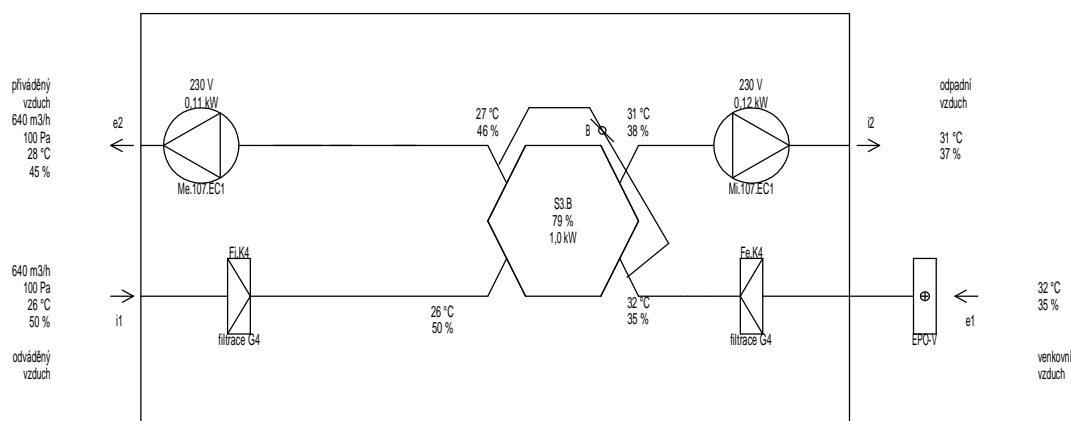 přiváděný
vzduch
640 m3/h
100 Pa
28 °C
45 %
e2
230 V
0,11 kW
Me.107.EC1
27 °C
46 %
B
31 °C
38 %
230 V
0,12 kW
Mi.107.EC1
i2
odpadní
vzduch
31 °C
37 %
S3.B
79 %
1,0 kW
640 m3/h
100 Pa
26 °C
50 %
i1
odváděný
vzduch
Fi.K4
filtrace G4
26 °C
50 %
32 °C
35 %
Fe.K4
filtrace G4
EPO-V
e1
32 °C
35 %
venkovní
vzduch